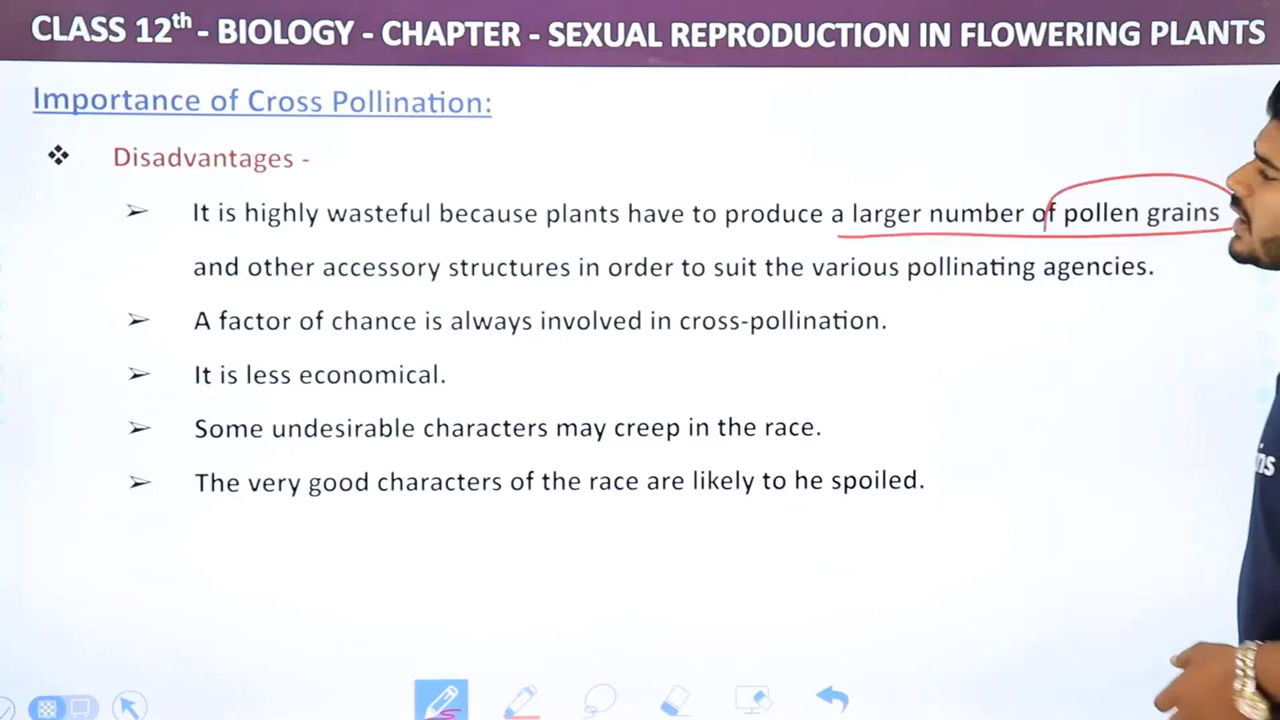 CLASS 12th - BIOLOGY - CHAPTER - SEXUAL REPRODUCTION IN FLOWERING PLANTS
Importance of Cross Pollination:
❖ Disadvantages -
➢ It is highly wasteful because plants have to produce a larger number of pollen grains
and other accessory structures in order to suit the various pollinating agencies.
➢ A factor of chance is always involved in cross-pollination.
➢ It is less economical.
➢ Some undesirable characters may creep in the race.
➢ The very good characters of the race are likely to he spoiled.